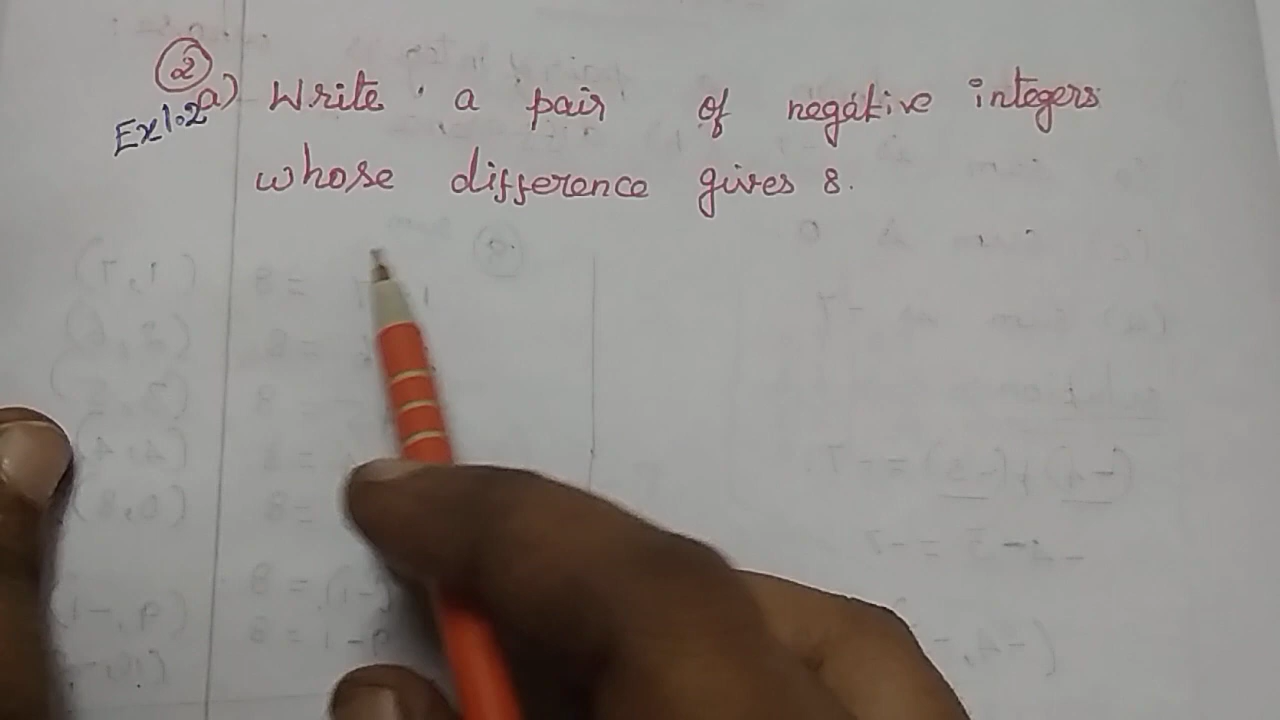 ② a) Write a pair of negative integers
Ex1.2
whose difference gives 8.